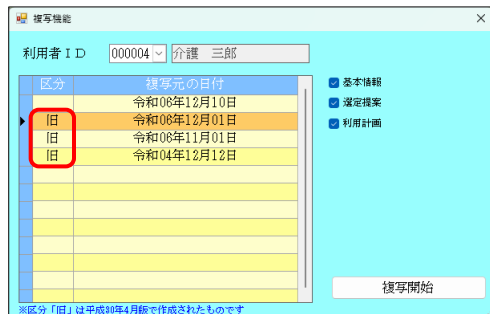 複写機能
利用者ID 000004 介護 三郎
区分 複写元の日付
令和06年12月10日
旧 令和06年12月01日
旧 令和06年11月01日
旧 令和04年12月12日
基本情報
選定提案
利用計画
複写開始
※区分「旧」は平成30年4月版で作成されたものです